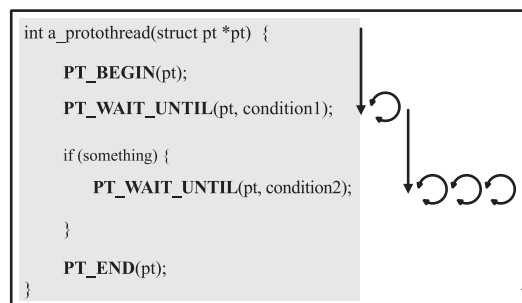 int a_protothread(struct pt *pt) {
PT_BEGIN(pt);
PT_WAIT_UNTIL(pt, condition1);
if (something) {
PT_WAIT_UNTIL(pt, condition2);
}
PT_END(pt);
}